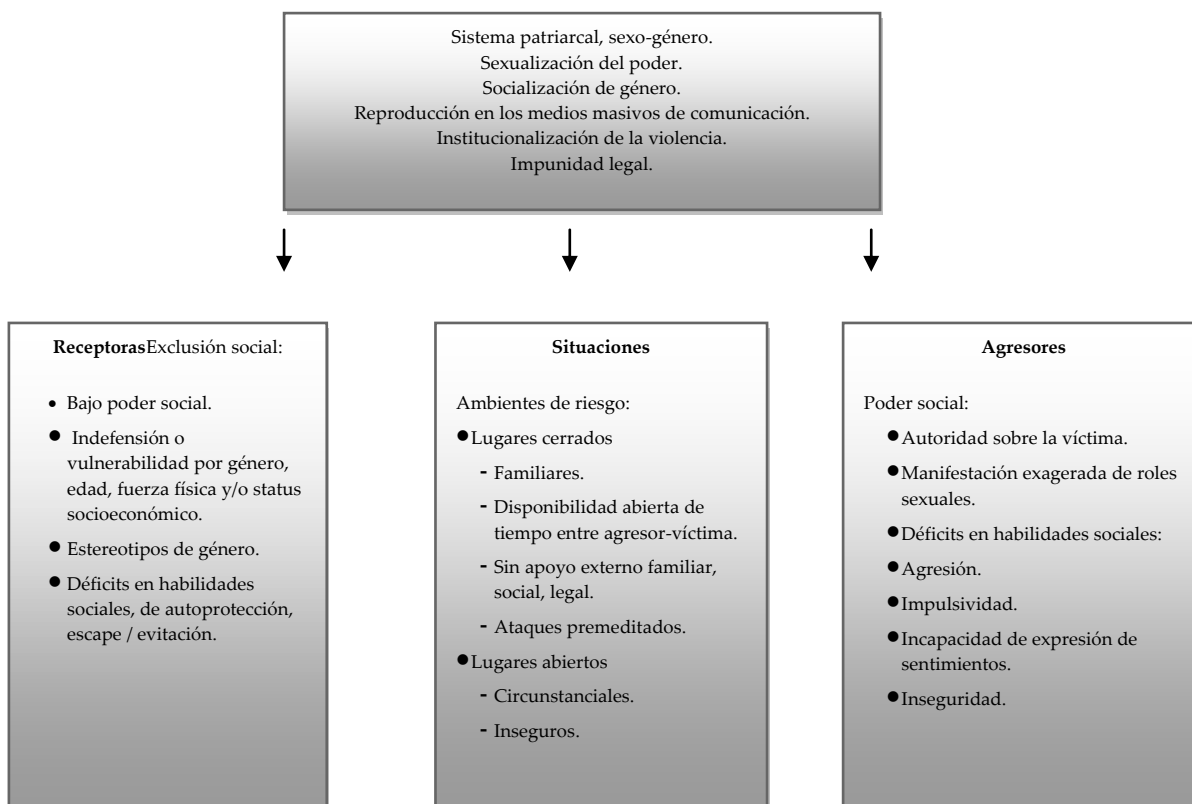 Sistema patriarcal, sexo-género.
Sexualización del poder.
Socialización de género.
Reproducción en los medios masivos de comunicación.
Institucionalización de la violencia.
Impunidad legal.
ReceptorasExclusión social:
• Bajo poder social.
● Indefensión o
vulnerabilidad por género,
edad, fuerza física y/o status
socioeconómico.
● Estereotipos de género.
● Déficits en habilidades
sociales, de autoprotección,
escape / evitación.
Situaciones
Ambientes de riesgo:
●Lugares cerrados
- Familiares.
- Disponibilidad abierta de
tiempo entre agresor-víctima.
- Sin apoyo externo familiar,
social, legal.
- Ataques premeditados.
●Lugares abiertos
- Circunstanciales.
- Inseguros.
Agresores
Poder social:
●Autoridad sobre la víctima.
●Manifestación exagerada de roles
sexuales.
●Déficits en habilidades sociales:
●Agresión.
●Impulsividad.
●Incapacidad de expresión de
sentimientos.
●Inseguridad.